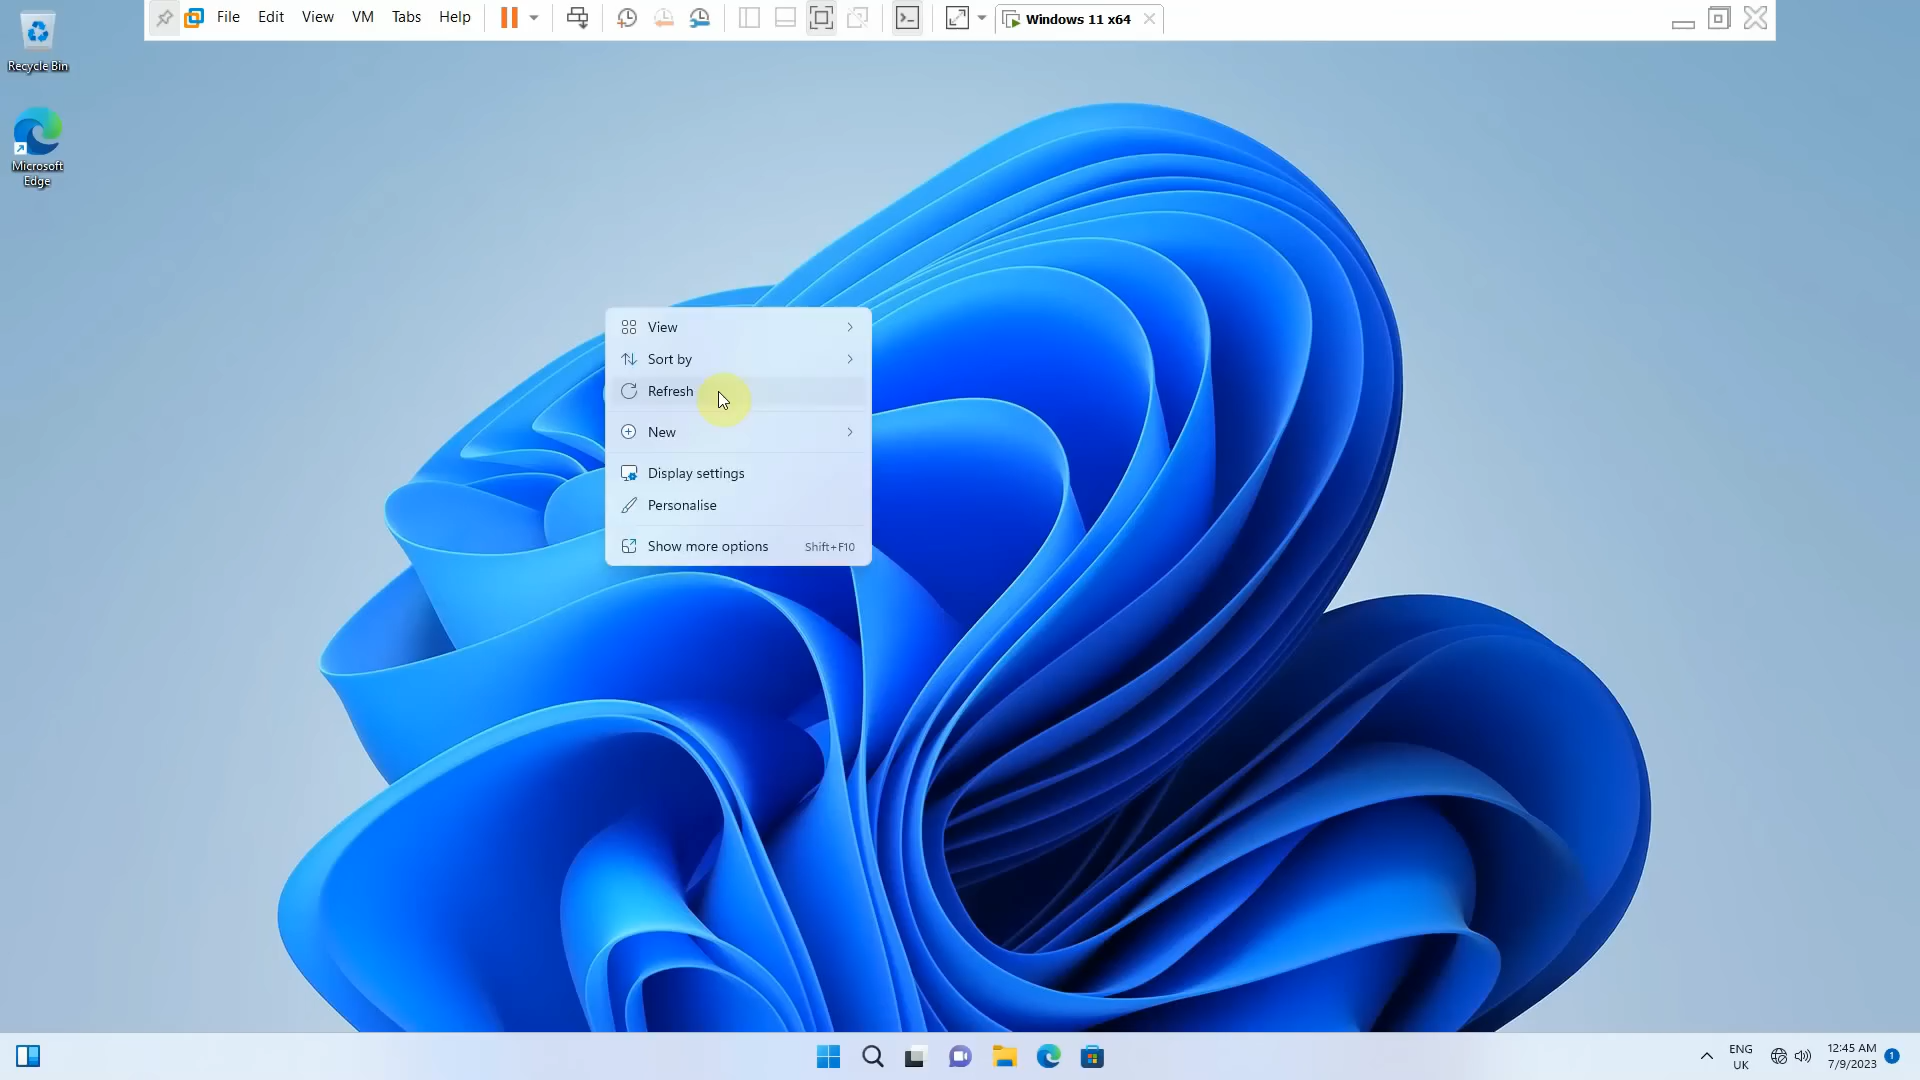 File Edit View VM Tabs Help
Windows 11 x64
Recycle Bin
Microsoft
Edge
View
Sort by
Refresh
New
Display settings
Personalise
Show more options Shift+F10
ENG
UK
12:45 AM
7/9/2023
1